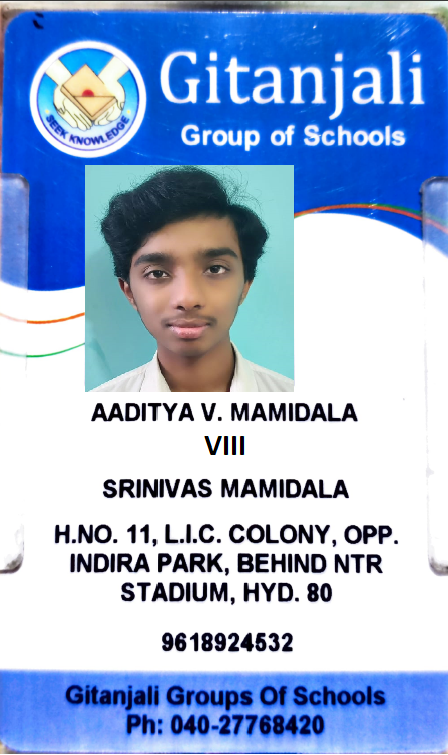 Gitanjali
Group of Schools
SEEK KNOWLEDGE
AADITYA V. MAMIDALA
VIII
SRINIVAS MAMIDALA
H.NO. 11, L.I.C. COLONY, OPP.
INDIRA PARK, BEHIND NTR
STADIUM, HYD. 80
9618924532
Gitanjali Groups Of Schools
Ph: 040-27768420